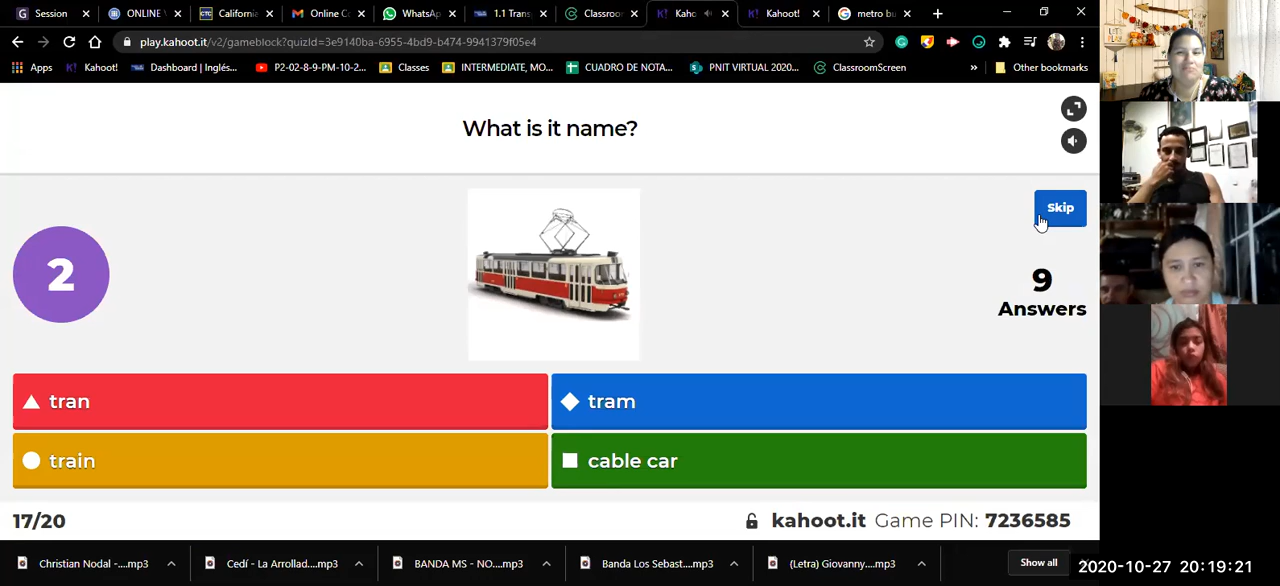 Session
ONLINE V
California
Online Co
WhatsAp
1.1 Trans
Classroo
Kaho
Kahoot!
metro bu
play.kahoot.it/v2/gameblock?quizId=3e9140ba-6955-4bd9-b474-9941379f05e4
Apps
Kahoot!
Dashboard | Inglés...
P2-02-8-9-PM-10-2...
Classes
INTERMEDIATE, MO...
CUADRO DE NOTA...
PNIT VIRTUAL 2020...
ClassroomScreen
»
Other bookmarks
What is it name?
Skip
2
9
Answers
tran
tram
train
cable car
17/20
kahoot.it Game PIN: 7236585
Christian Nodal -....mp3
Cedí - La Arrollad....mp3
BANDA MS - NO....mp3
Banda Los Sebast....mp3
(Letra) Giovanny....mp3
Show all
2020-10-27 20:19:21